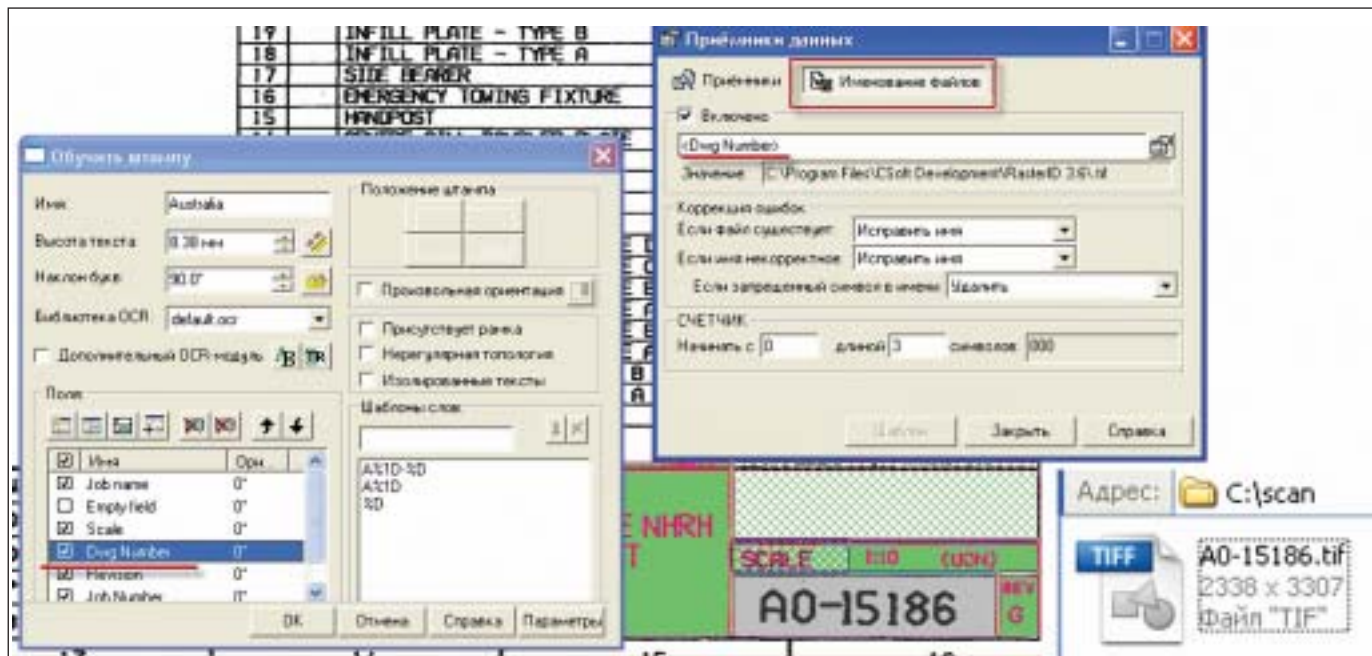 19 INFILL PLATE - TYPE B
18 INFILL PLATE - TYPE A
17 SIDE BEARER
16 EMERGENCY TOWING FIXTURE
15 HANDPOST
Обучить штампу
Имя: Australia
Высота текста: 8.38 мм
Наклон букв: 90.0°
Библиотека OCR: default.ocr
Дополнительный OCR-модуль
Поля
Имя
Job name 0°
Empty field 0°
Scale 0°
Dwg Number 0°
Revision 0°
Job Number
Положение штампа
Произвольная ориентация
Присутствует рамка
Нерегулярная топология
Изолированные тексты
Шаблоны слов
A%1D-%D
A%1D
%D
OK Отмена Справка Параметры
Приёмники данных
Приёмники Именование файлов
Включено
<Dwg Number>
Значение: C:\Program Files\CSoft Development\RasterID 3.6\.tif
Коррекция ошибок
Если файл существует: Исправить имя
Если имя некорректное: Исправить имя
Если запрещенный символ в имени: Удалить
СЧЕТЧИК
Начинать с 0 длиной 3 символов 000
Шаблон Закрыть Справка
B
A
NHRH
T
SCALE 1:10 (UON)
A0-15186
REV
G
Адрес: C:\scan
TIFF
A0-15186.tif
2338 x 3307
Файл "TIF"